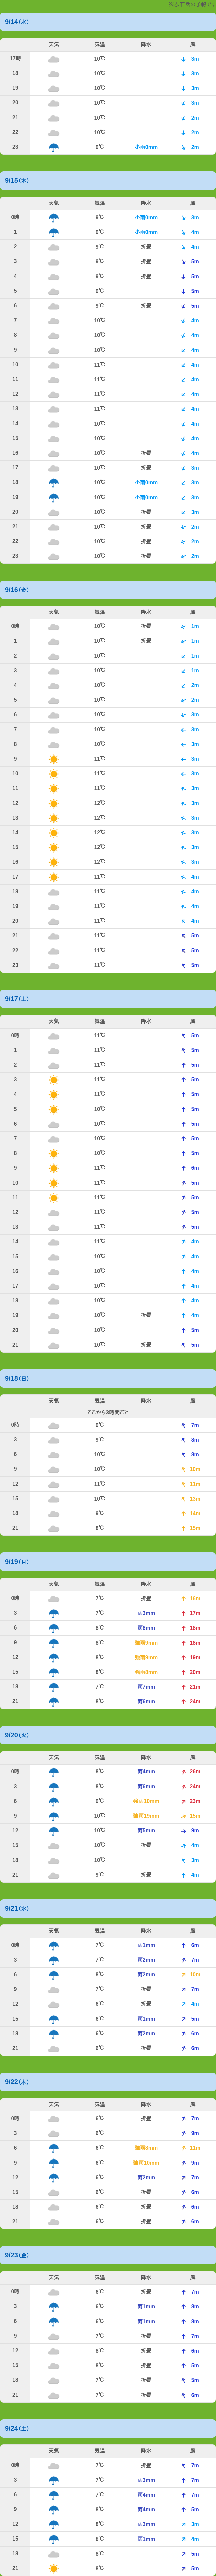 ※赤石岳の予報です
9/14(水)
天気 気温 降水 風
17時 10℃ 3m
18 10℃ 3m
19 10℃ 3m
20 10℃ 3m
21 10℃ 2m
22 10℃ 2m
23 9℃ 小雨0mm 2m
9/15(木)
天気 気温 降水 風
0時 9℃ 小雨0mm 3m
1 9℃ 小雨0mm 4m
2 9℃ 折畳 4m
3 9℃ 折畳 5m
4 9℃ 折畳 5m
5 9℃ 5m
6 9℃ 折畳 5m
7 10℃ 4m
8 10℃ 4m
9 10℃ 4m
10 11℃ 4m
11 11℃ 4m
12 11℃ 4m
13 11℃ 4m
14 10℃ 4m
15 10℃ 4m
16 10℃ 折畳 4m
17 10℃ 折畳 3m
18 10℃ 小雨0mm 3m
19 10℃ 小雨0mm 3m
20 10℃ 折畳 3m
21 10℃ 折畳 2m
22 10℃ 折畳 2m
23 10℃ 折畳 2m
9/16(金)
天気 気温 降水 風
0時 10℃ 折畳 1m
1 10℃ 折畳 1m
2 10℃ 1m
3 10℃ 1m
4 10℃ 2m
5 10℃ 2m
6 10℃ 3m
7 10℃ 3m
8 10℃ 3m
9 11℃ 3m
10 11℃ 3m
11 11℃ 3m
12 12℃ 3m
13 12℃ 3m
14 12℃ 3m
15 12℃ 3m
16 12℃ 3m
17 11℃ 4m
18 11℃ 4m
19 11℃ 4m
20 11℃ 4m
21 11℃ 5m
22 11℃ 5m
23 11℃ 5m
9/17(土)
天気 気温 降水 風
0時 11℃ 5m
1 11℃ 5m
2 11℃ 5m
3 11℃ 5m
4 11℃ 5m
5 10℃ 5m
6 10℃ 5m
7 10℃ 5m
8 10℃ 5m
9 11℃ 6m
10 11℃ 5m
11 11℃ 5m
12 11℃ 5m
13 11℃ 5m
14 11℃ 4m
15 10℃ 4m
16 10℃ 4m
17 10℃ 4m
18 10℃ 4m
19 10℃ 折畳 4m
20 10℃ 5m
21 10℃ 折畳 5m
9/18(日)
天気 気温 降水 風
ここから3時間ごと
0時 9℃ 7m
3 9℃ 8m
6 10℃ 8m
9 10℃ 10m
12 11℃ 11m
15 10℃ 13m
18 9℃ 14m
21 8℃ 15m
9/19(月)
天気 気温 降水 風
0時 7℃ 折畳 16m
3 7℃ 雨3mm 17m
6 8℃ 雨6mm 18m
9 8℃ 強雨9mm 18m
12 8℃ 強雨9mm 19m
15 8℃ 強雨8mm 20m
18 7℃ 雨7mm 21m
21 8℃ 雨6mm 24m
9/20(火)
天気 気温 降水 風
0時 8℃ 雨4mm 26m
3 8℃ 雨6mm 24m
6 9℃ 強雨10mm 23m
9 10℃ 強雨19mm 15m
12 10℃ 雨5mm 9m
15 10℃ 折畳 4m
18 10℃ 3m
21 9℃ 折畳 4m
9/21(水)
天気 気温 降水 風
0時 7℃ 雨1mm 6m
3 7℃ 雨2mm 7m
6 8℃ 雨2mm 10m
9 7℃ 折畳 7m
12 6℃ 折畳 4m
15 6℃ 雨1mm 5m
18 6℃ 雨2mm 6m
21 6℃ 折畳 6m
9/22(木)
天気 気温 降水 風
0時 6℃ 折畳 7m
3 6℃ 9m
6 6℃ 強雨8mm 11m
9 6℃ 強雨10mm 9m
12 6℃ 雨2mm 7m
15 6℃ 折畳 6m
18 6℃ 折畳 6m
21 6℃ 折畳 6m
9/23(金)
天気 気温 降水 風
0時 6℃ 折畳 7m
3 6℃ 雨1mm 8m
6 6℃ 雨1mm 8m
9 7℃ 折畳 7m
12 8℃ 折畳 6m
15 8℃ 折畳 5m
18 7℃ 折畳 5m
21 7℃ 折畳 6m
9/24(土)
天気 気温 降水 風
0時 7℃ 折畳 7m
3 7℃ 雨3mm 7m
6 7℃ 雨4mm 7m
9 8℃ 雨4mm 5m
12 8℃ 雨3mm 3m
15 8℃ 雨1mm 4m
18 8℃ 5m
21 8℃ 5m